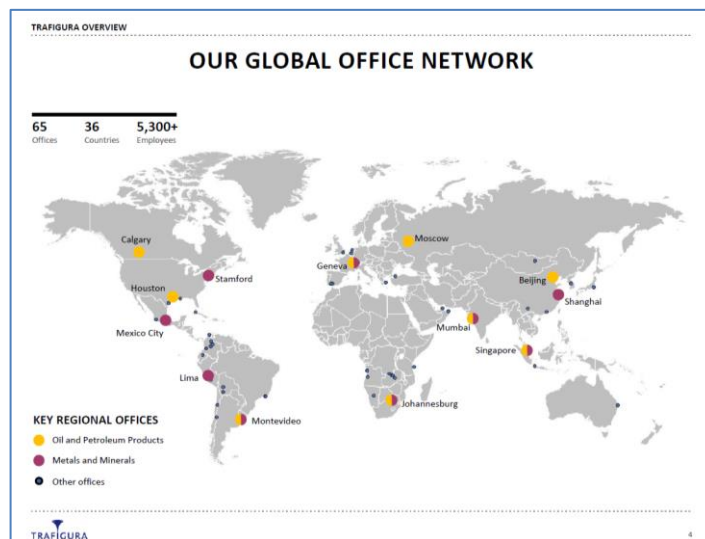 TRAFIGURA OVERVIEW
OUR GLOBAL OFFICE NETWORK
65 36 5,300+
Offices Countries Employees
Calgary
Moscow
Geneva
Stamford
Houston
Beijing
Shanghai
Mexico City
Mumbai
Singapore
Lima
Johannesburg
Montevideo
KEY REGIONAL OFFICES
Oil and Petroleum Products
Metals and Minerals
Other offices
TRAFIGURA
4